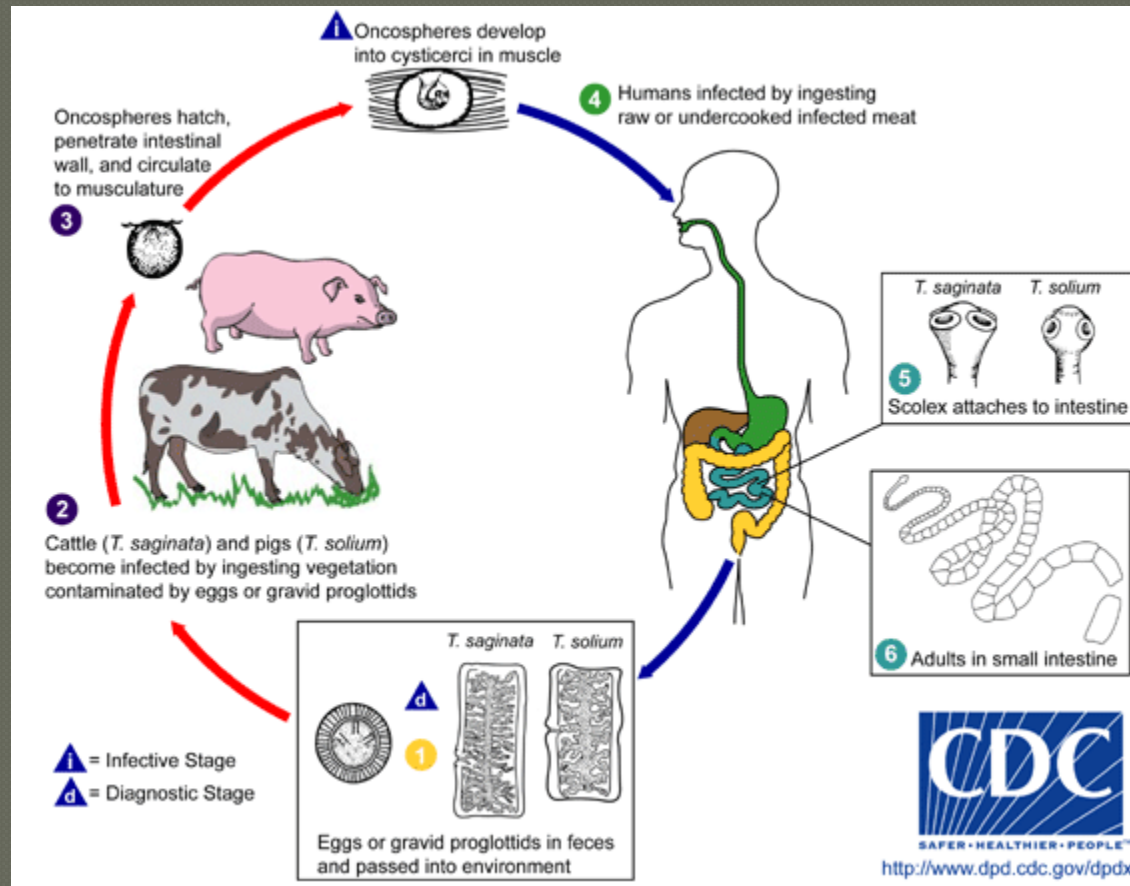 i
Oncospheres develop
into cysticerci in muscle
Oncospheres hatch,
penetrate intestinal
wall, and circulate
to musculature
3
4
Humans infected by ingesting
raw or undercooked infected meat
T. saginata T. solium
5
Scolex attaches to intestine
6
Adults in small intestine
2
Cattle (T. saginata) and pigs (T. solium)
become infected by ingesting vegetation
contaminated by eggs or gravid proglottids
T. saginata T. solium
d
1
Eggs or gravid proglottids in feces
and passed into environment
i = Infective Stage
d = Diagnostic Stage
CDC
SAFER•HEALTHIER•PEOPLE™
http://www.dpd.cdc.gov/dpdx